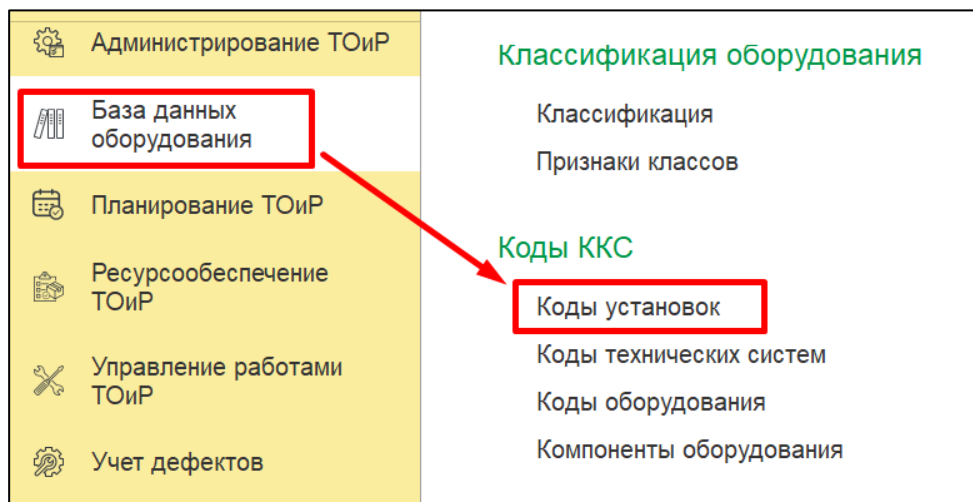 Администрирование ТОиР
База данных
оборудования
Планирование ТОиР
Ресурсообеспечение
ТОиР
Управление работами
ТОиР
Учет дефектов
Классификация оборудования
Классификация
Признаки классов
Коды ККС
Коды установок
Коды технических систем
Коды оборудования
Компоненты оборудования